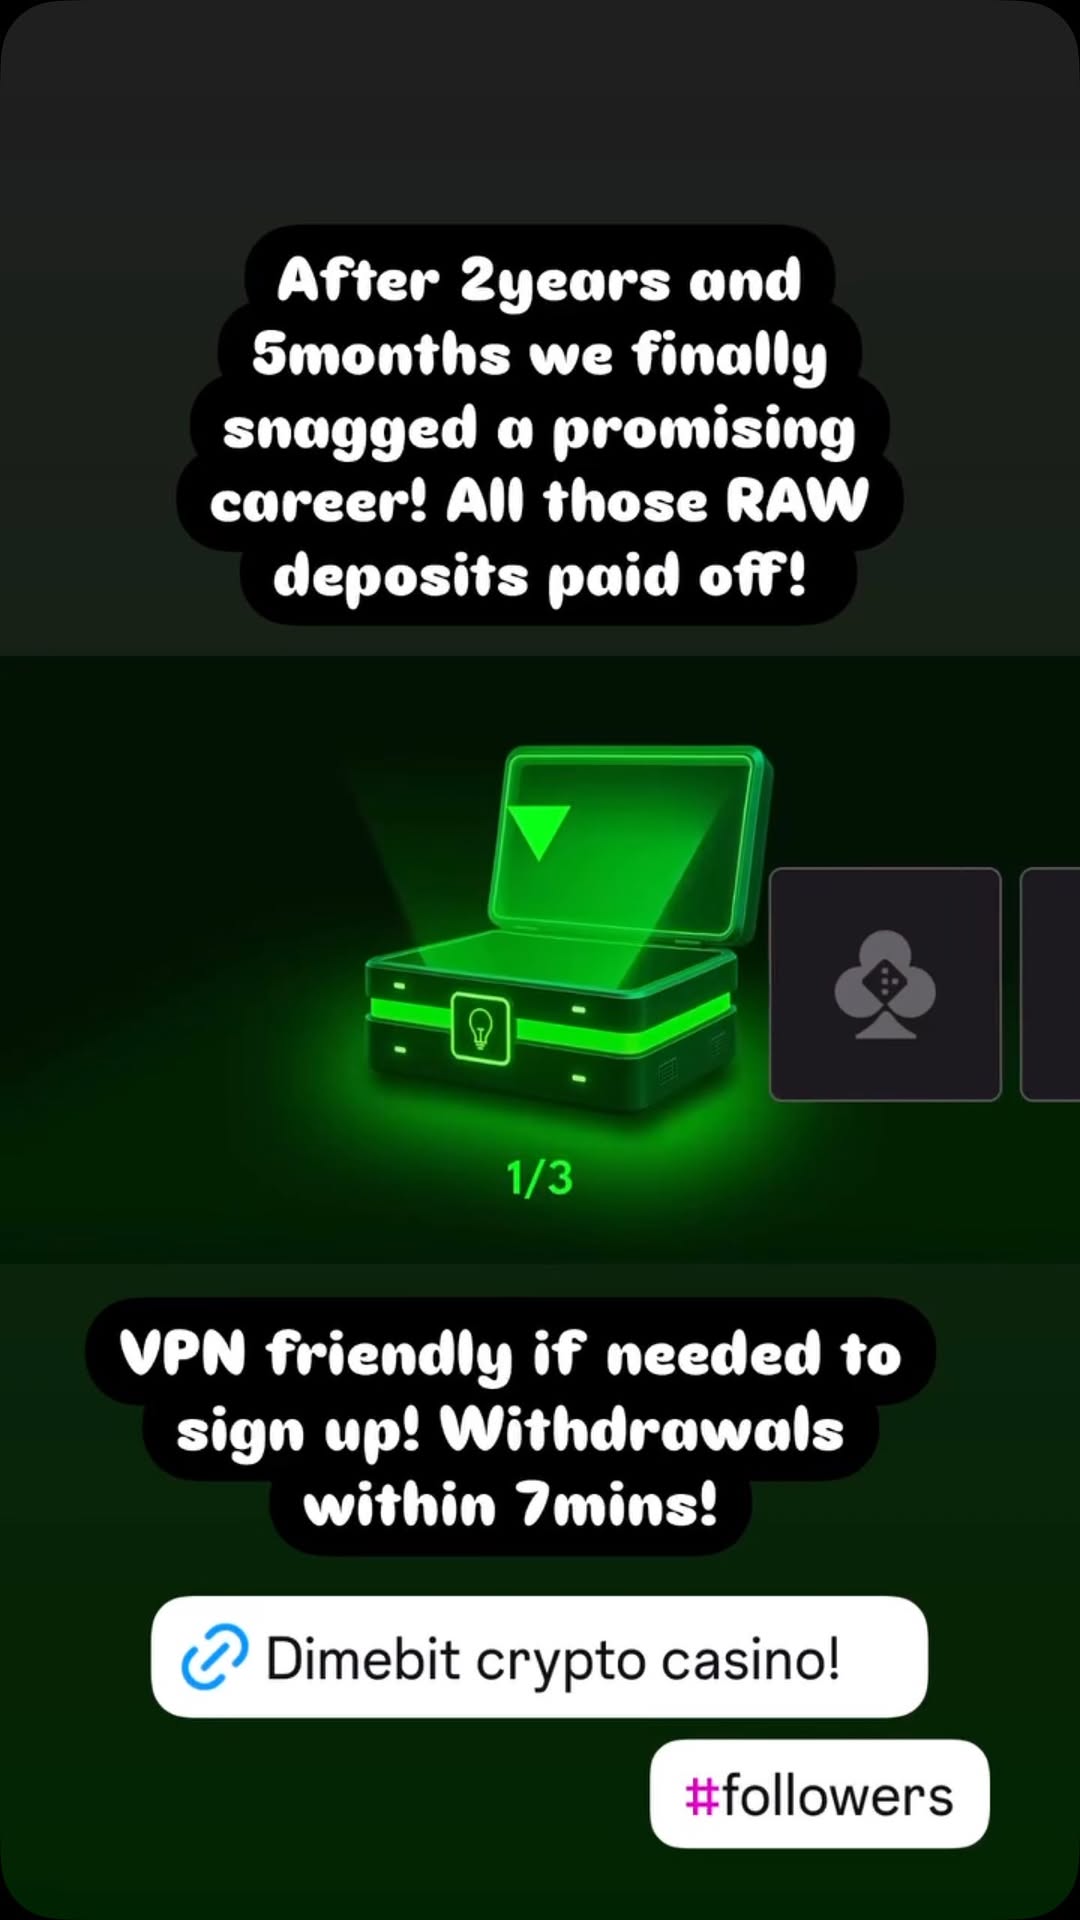 After 2years and
5months we finally
snagged a promising
career! All those RAW
deposits paid off!
1/3
VPN friendly if needed to
sign up! Withdrawals
within 7mins!
Dimebit crypto casino!
#followers